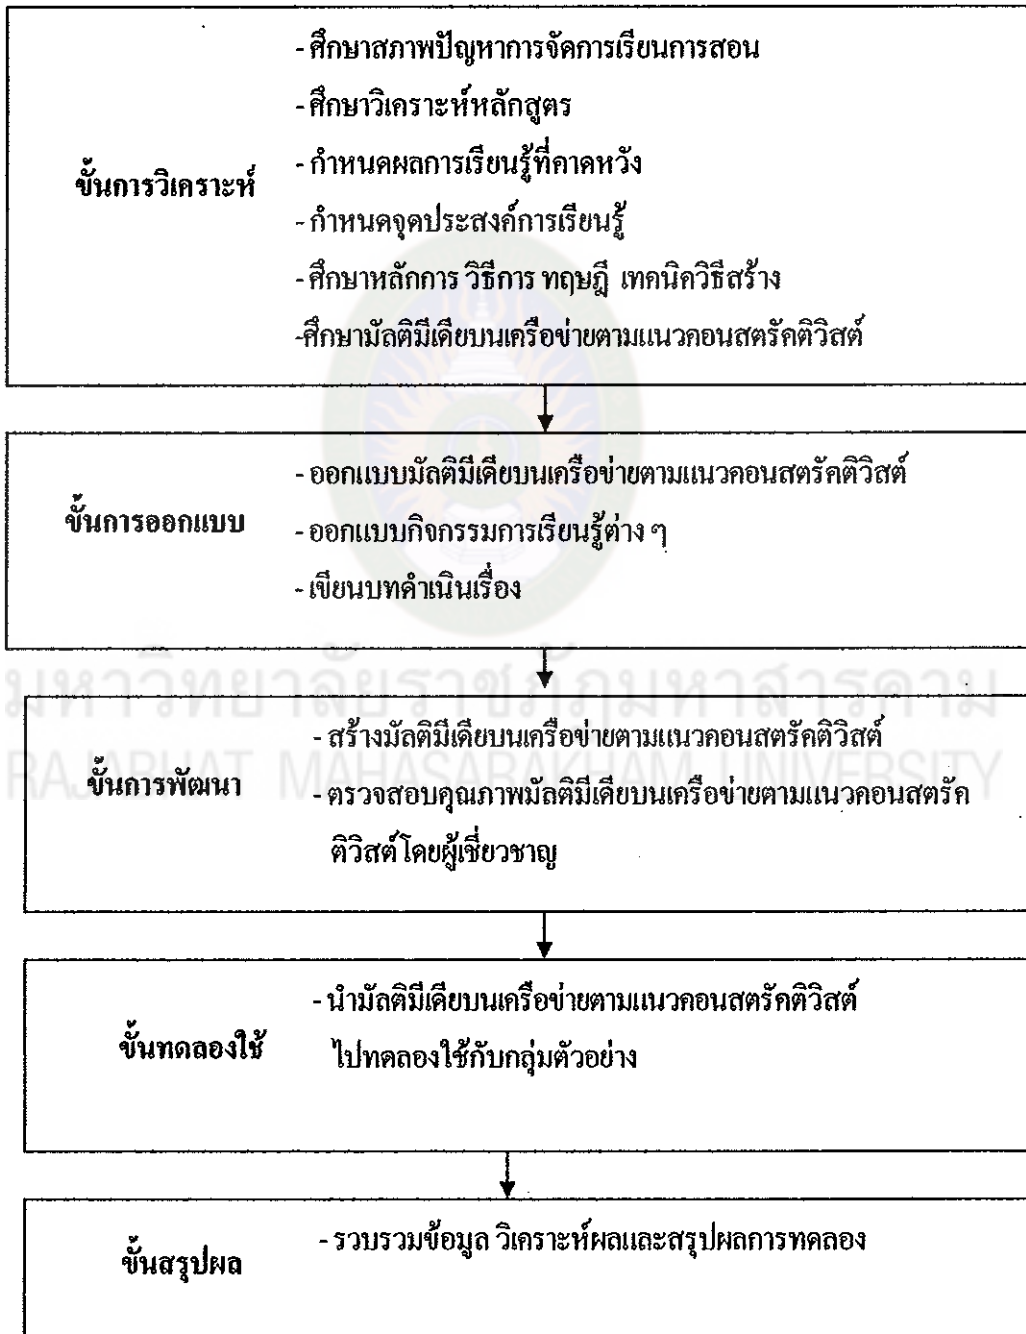 - ศึกษาสภาพปัญหาการจัดการเรียนการสอน
- ศึกษาวิเคราะห์หลักสูตร
- กำหนดผลการเรียนรู้ที่คาดหวัง
ขั้นการวิเคราะห์
- กำหนดจุดประสงค์การเรียนรู้
- ศึกษาหลักการ วิธีการ ทฤษฎี เทคนิควิธีสร้าง
-ศึกษามัลติมีเดียบนเครือข่ายตามแนวคอนสตรัคติวิสต์
- ออกแบบมัลติมีเดียบนเครือข่ายตามแนวคอนสตรัคติวิสต์
ขั้นการออกแบบ
- ออกแบบกิจกรรมการเรียนรู้ต่าง ๆ
- เขียนบทดำเนินเรื่อง
มหาวิทยาลัยราชภัฏมหาสารคาม
RAJABHAT MAHASARAKHAM UNIVERSITY
- สร้างมัลติมีเดียบนเครือข่ายตามแนวคอนสตรัคติวิสต์
ขั้นการพัฒนา
- ตรวจสอบคุณภาพมัลติมีเดียบนเครือข่ายตามแนวคอนสตรัค
ติวิสต์โดยผู้เชี่ยวชาญ
- นำมัลติมีเดียบนเครือข่ายตามแนวคอนสตรัคติวิสต์
ขั้นทดลองใช้
ไปทดลองใช้กับกลุ่มตัวอย่าง
- รวบรวมข้อมูล วิเคราะห์ผลและสรุปผลการทดลอง
ขั้นสรุปผล